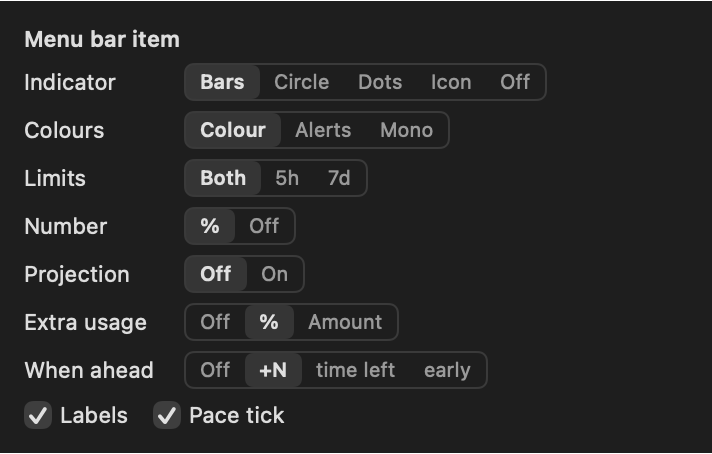 Menu bar item
Indicator Bars Circle Dots Icon Off
Colours Colour Alerts Mono
Limits Both 5h 7d
Number % Off
Projection Off On
Extra usage Off % Amount
When ahead Off +N time left early
Labels Pace tick